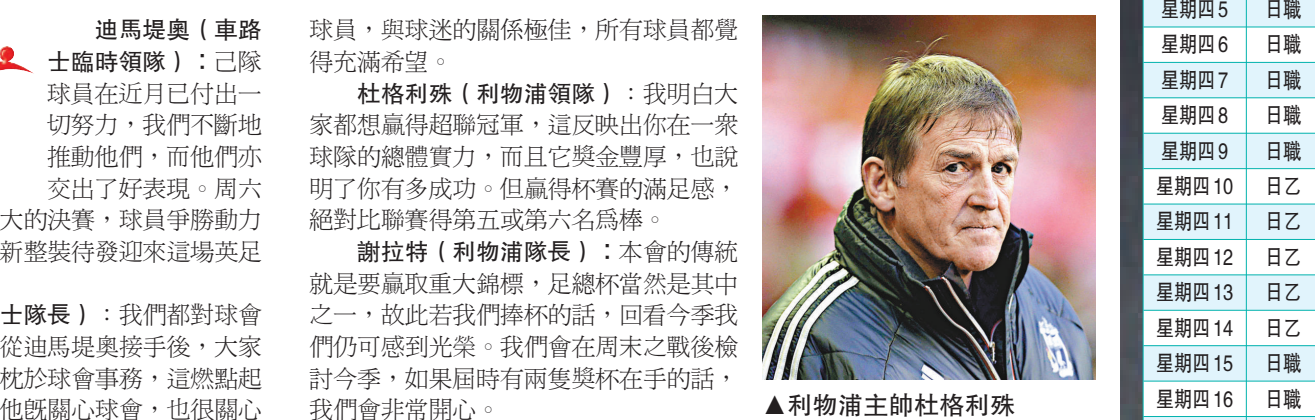 迪馬堤奧（車路
士臨時領隊）：己隊
球員在近月已付出一
切努力，我們不斷地
推動他們，而他們亦
交出了好表現。周六
大的決賽，球員爭勝動力
新整裝待發迎來這場英足
士隊長）：我們都對球會
從迪馬堤奧接手後，大家
枕於球會事務，這燃點起
他既關心球會，也很關心
球員，與球迷的關係極佳，所有球員都覺
得充滿希望。
杜格利殊（利物浦領隊）：我明白大
家都想贏得超聯冠軍，這反映出你在一衆
球隊的總體實力，而且它獎金豐厚，也說
明了你有多成功。但贏得杯賽的滿足感，
絕對比聯賽得第五或第六名爲棒。
謝拉特（利物浦隊長）：本會的傳統
就是要贏取重大錦標，足總杯當然是其中
之一，故此若我們捧杯的話，回看今季我
們仍可感到光榮。我們會在周末之戰後檢
討今季，如果屆時有兩隻獎杯在手的話，
我們會非常開心。
▲利物浦主帥杜格利殊
星期四5 日職
星期四6 日職
星期四7 日職
星期四8 日職
星期四9 日職
星期四10 日乙
星期四11 日乙
星期四12 日乙
星期四13 日乙
星期四14 日乙
星期四15 日職
星期四16 日職